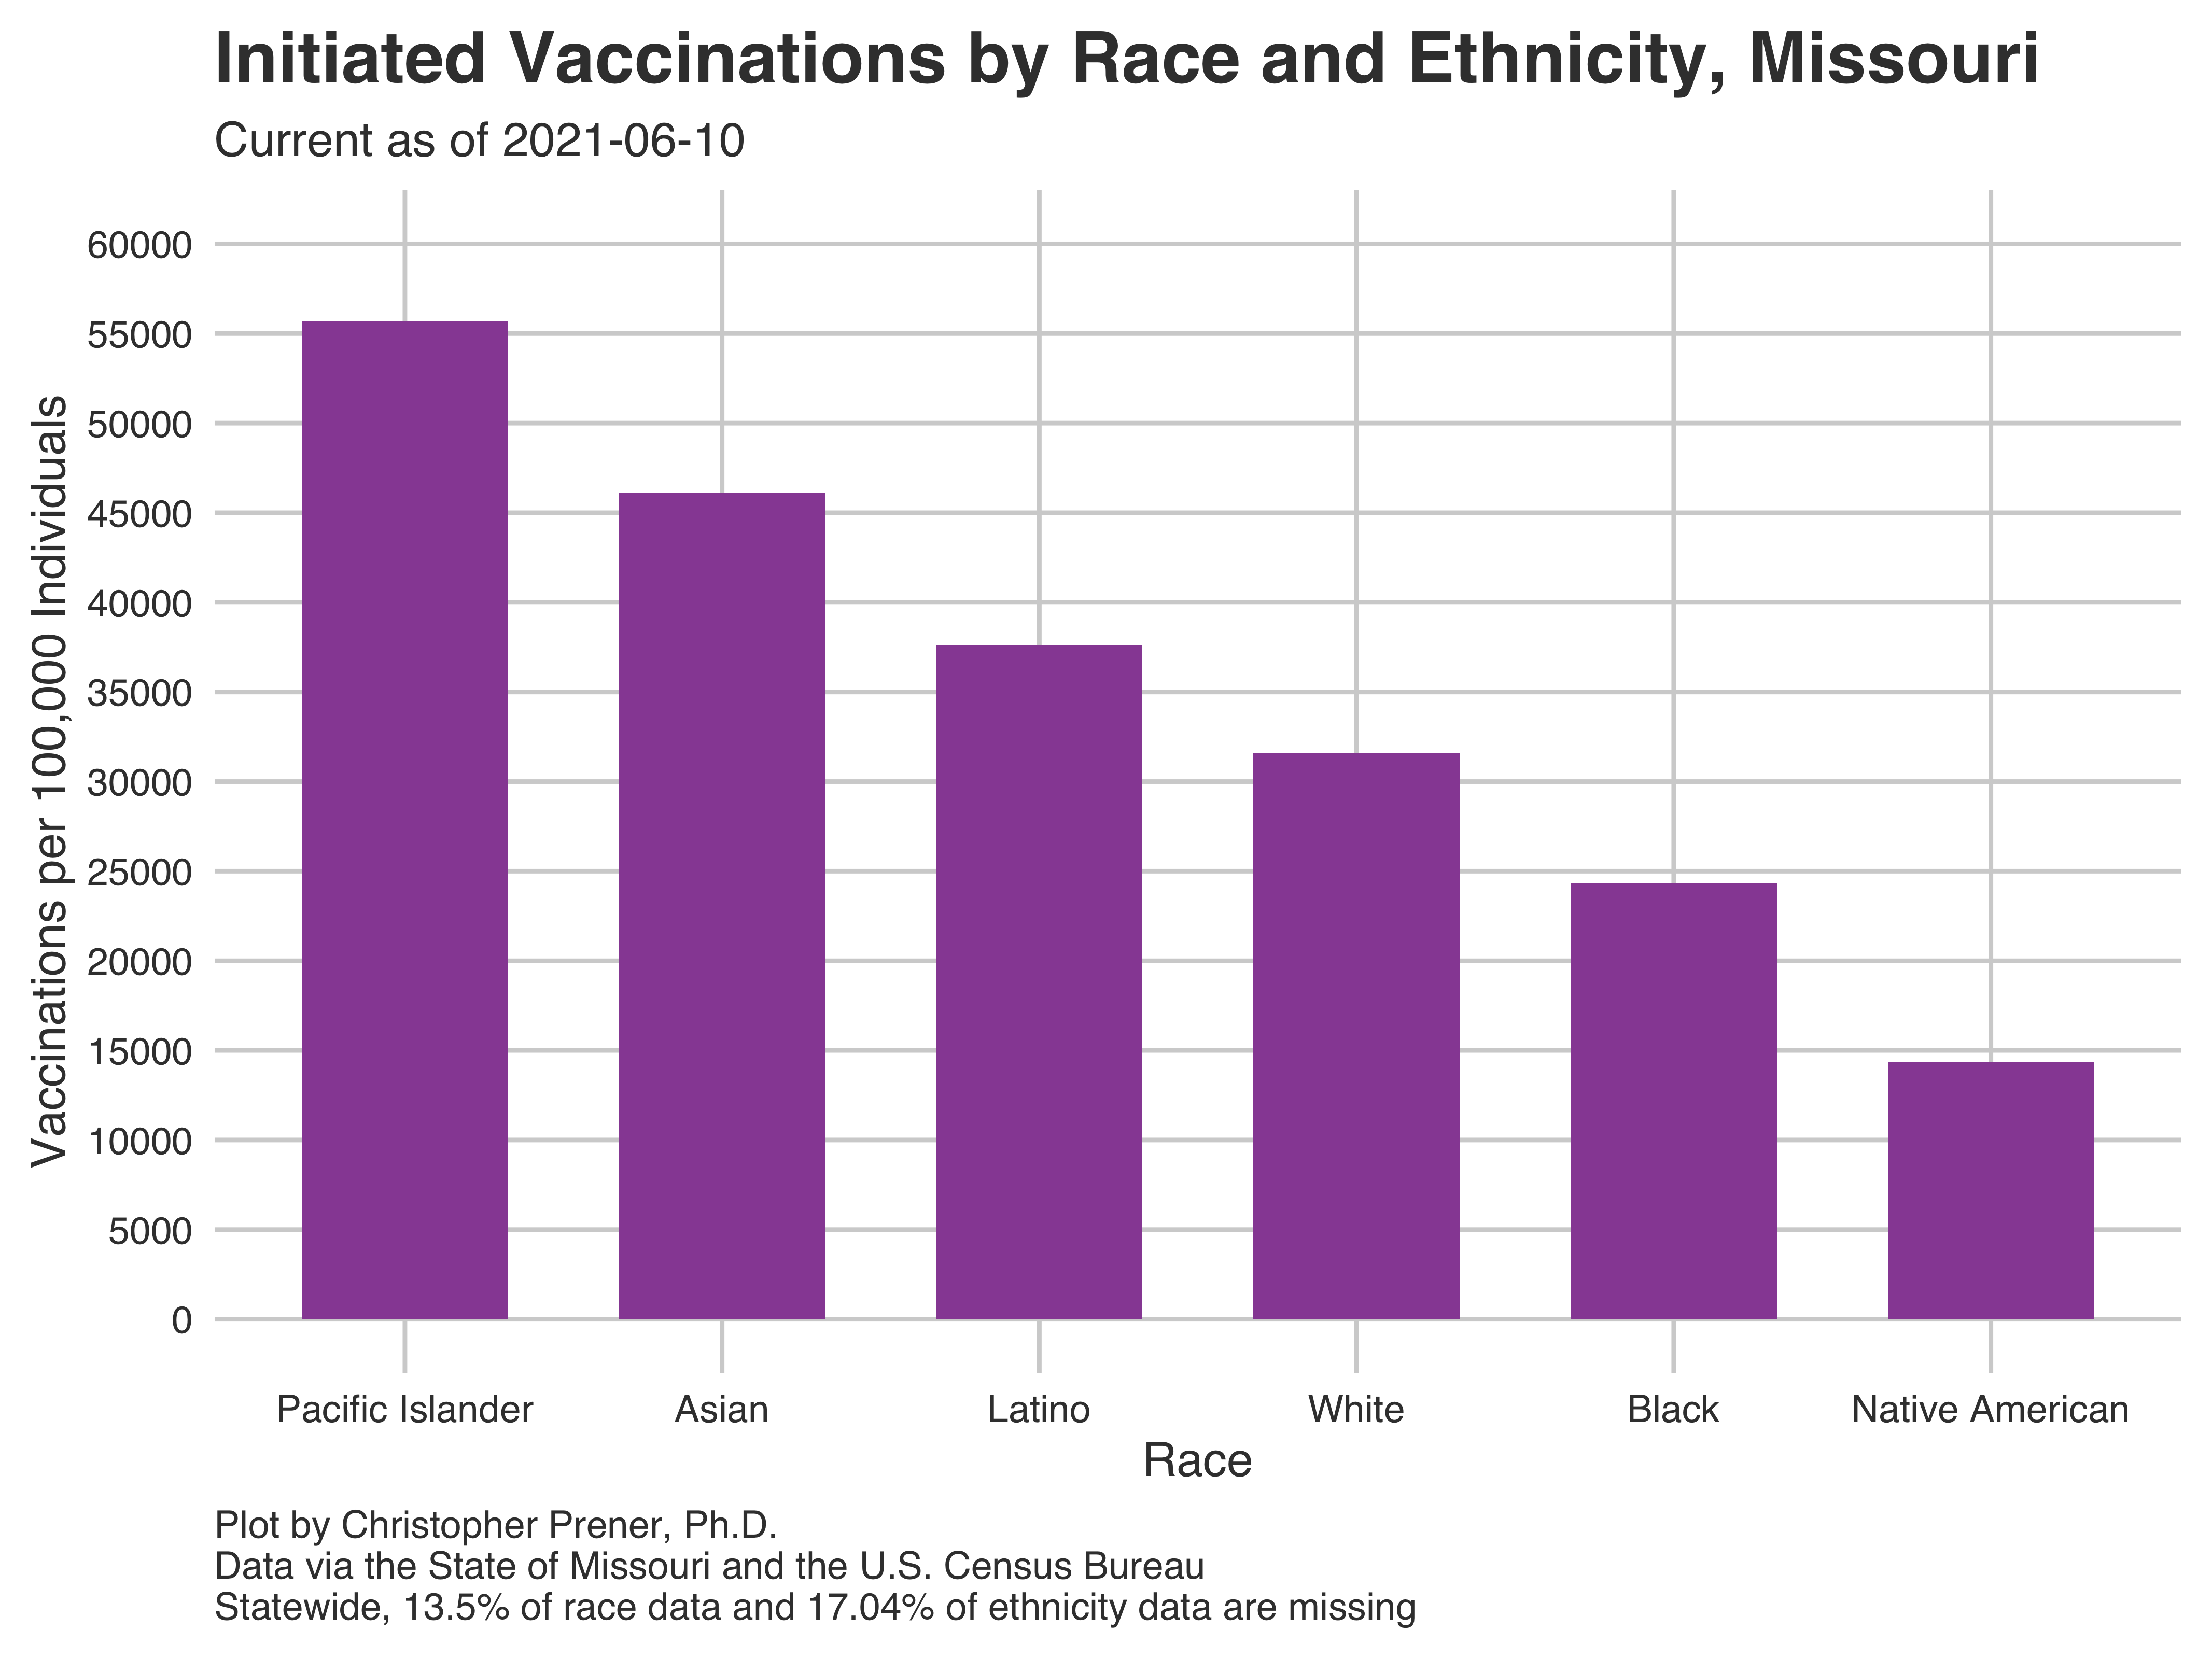 Initiated Vaccinations by Race and Ethnicity, Missouri
Current as of 2021-06-10
Vaccinations per 100,000 Individuals
60000
55000
50000
45000
40000
35000
30000
25000
20000
15000
10000
5000
0
Pacific Islander Asian Latino White Black Native American
Race
Plot by Christopher Prener, Ph.D.
Data via the State of Missouri and the U.S. Census Bureau
Statewide, 13.5% of race data and 17.04% of ethnicity data are missing